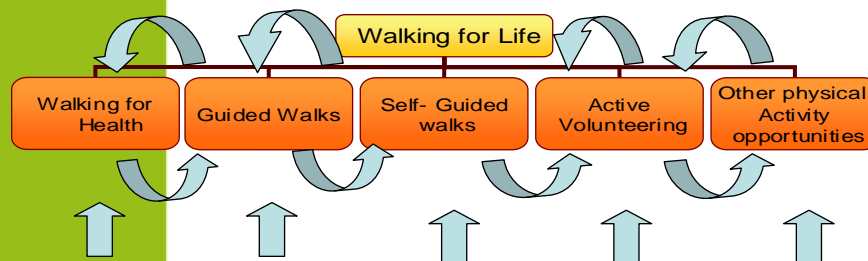 Walking for Life
Walking for
Health
Guided Walks
Self- Guided
walks
Active
Volunteering
Other physical
Activity
opportunities